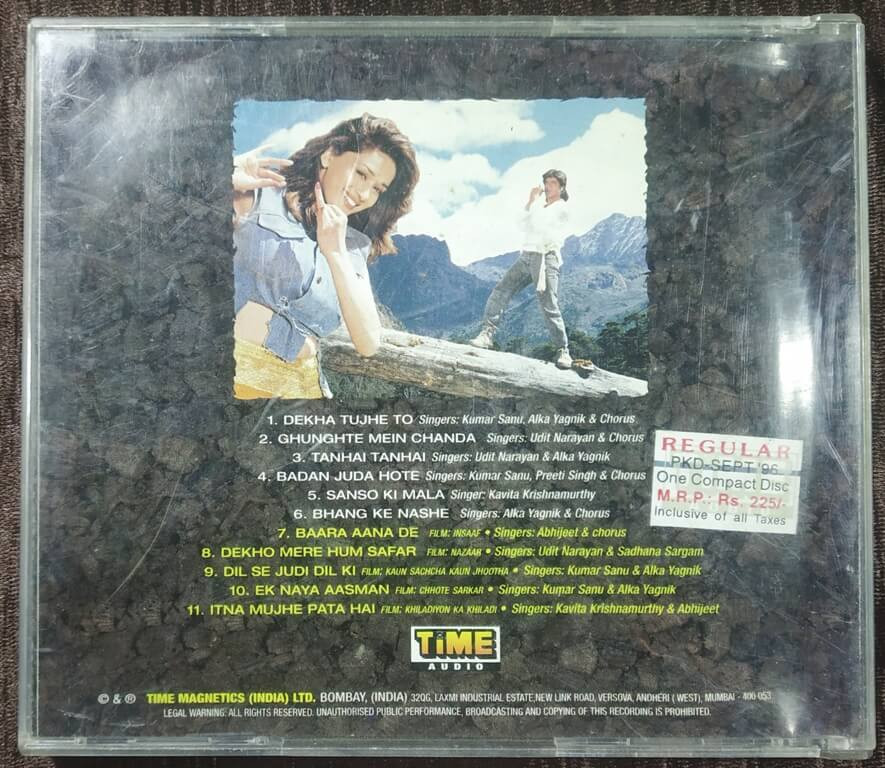 1. DEKHA TUJHE TO Singers: Kumar Sanu, Alka Yagnik & Chorus
2. GHUNGHTE MEIN CHANDA Singers: Udit Narayan & Chorus
3. TANHAI TANHAI Singers: Udit Narayan & Alka Yagnik
4. BADAN JUDA HOTE Singers: Kumar Sanu, Preeti Singh & Chorus
5. SANSO KI MALA Singer: Kavita Krishnamurthy
6. BHANG KE NASHE Singers: Alka Yagnik & Chorus
7. BAARA AANA DE FILM: INSAAF • Singers: Abhijeet & chorus
8. DEKHO MERE HUM SAFAR FILM: NAZAAR • Singers: Udit Narayan & Sadhana Sargam
9. DIL SE JUDI DIL KI FILM: KAUN SACHCHA KAUN JHOOTHA • Singers: Kumar Sanu & Alka Yagnik
10. EK NAYA AASMAN FILM: CHHOTE SARKAR • Singers: Kumar Sanu & Alka Yagnik
11. ITNA MUJHE PATA HAI FILM: KHILADIYON KA KHILADI • Singers: Kavita Krishnamurthy & Abhijeet
REGULAR
PKD-SEPT '96
One Compact Disc
M.R.P.: Rs. 225/-
Inclusive of all Taxes
TiME
AUDIO
© & ® TIME MAGNETICS (INDIA) LTD. BOMBAY, (INDIA) 32QG, LAXMI INDUSTRIAL ESTATE, NEW LINK ROAD, VERSOVA, ANDHERI ( WEST), MUMBAI - 400 053
LEGAL WARNING: ALL RIGHTS RESERVED. UNAUTHORISED PUBLIC PERFORMANCE, BROADCASTING AND COPYING OF THIS RECORDING IS PROHIBITED.